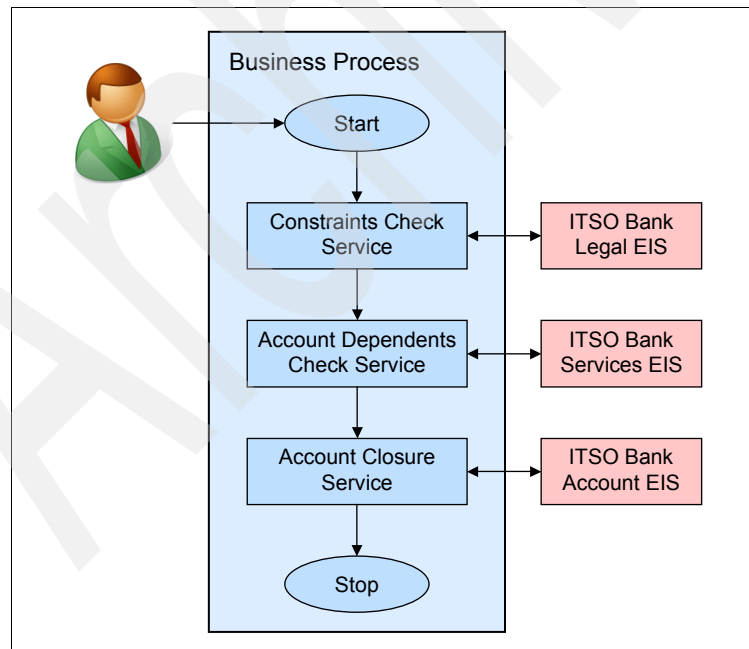 Business Process
Start
Constraints Check
Service
ITSO Bank
Legal EIS
Account Dependents
Check Service
ITSO Bank
Services EIS
Account Closure
Service
ITSO Bank
Account EIS
Stop